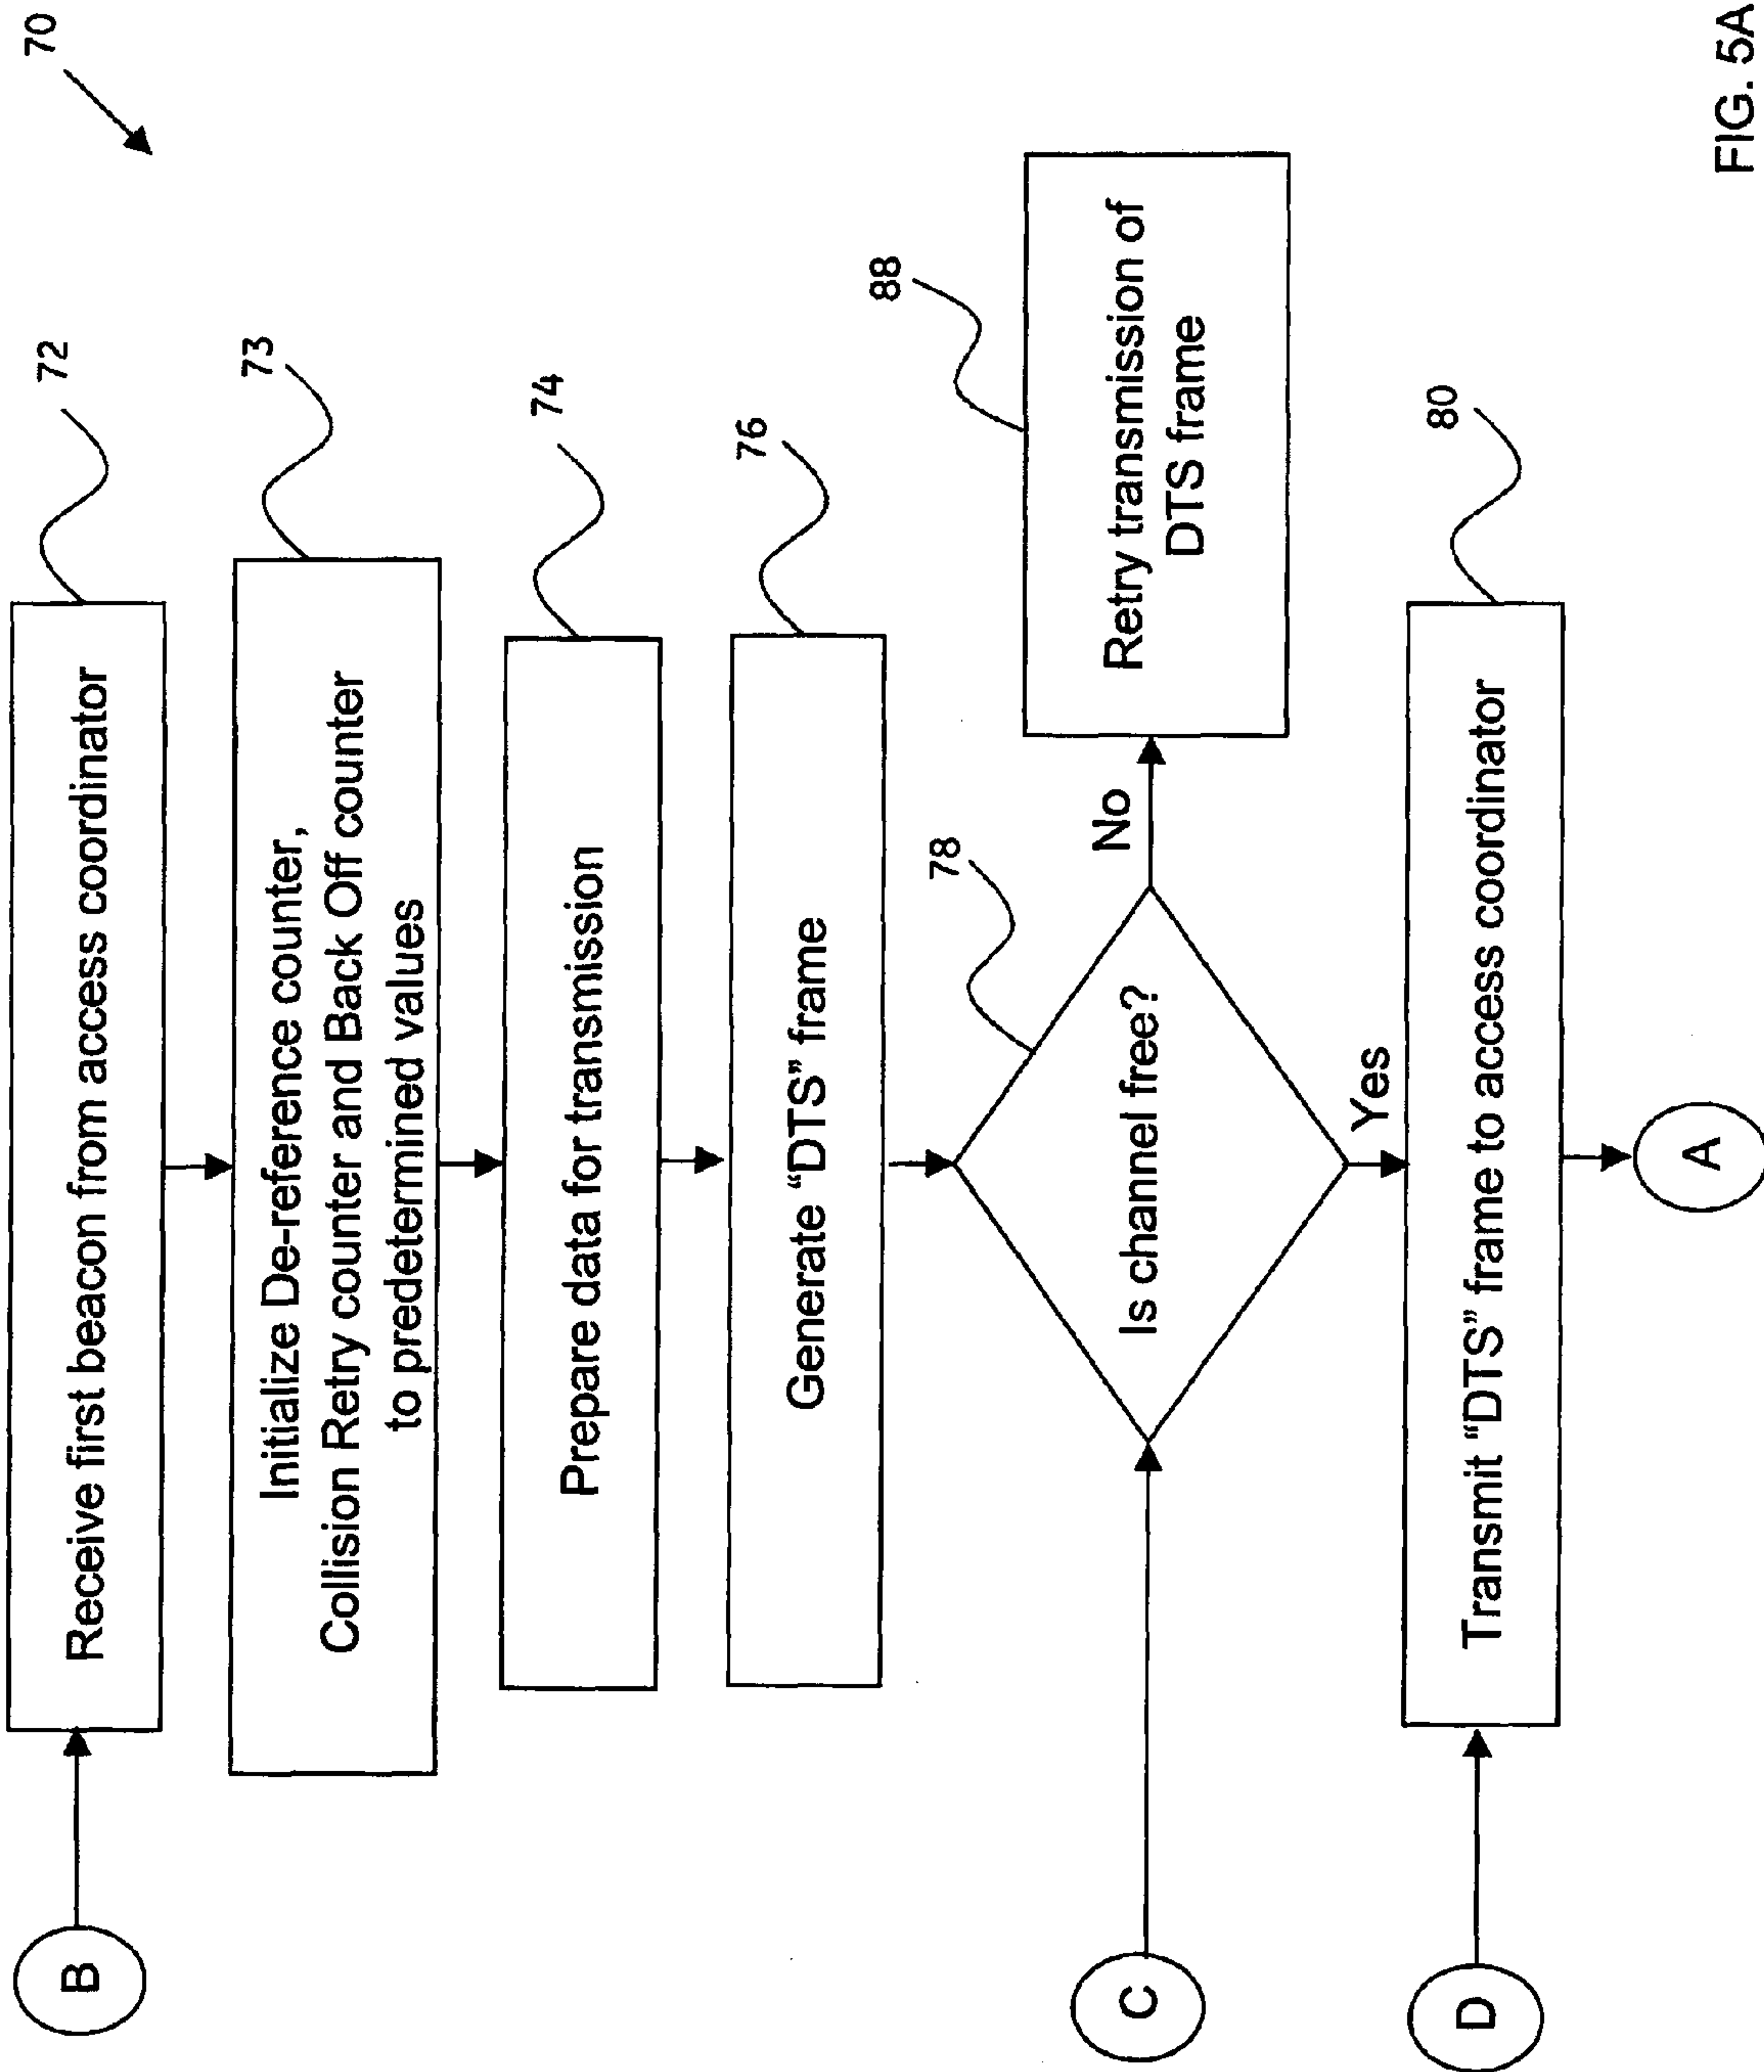 70
B
Receive first beacon from access coordinator
72
Initialize De-reference counter,
Collision Retry counter and Back Off counter
to predetermined values
73
Prepare data for transmission
74
Generate “DTS” frame
76
C
Is channel free?
78
No
Retry transmission of
DTS frame
88
Yes
D
Transmit “DTS” frame to access coordinator
80
A
FIG. 5A